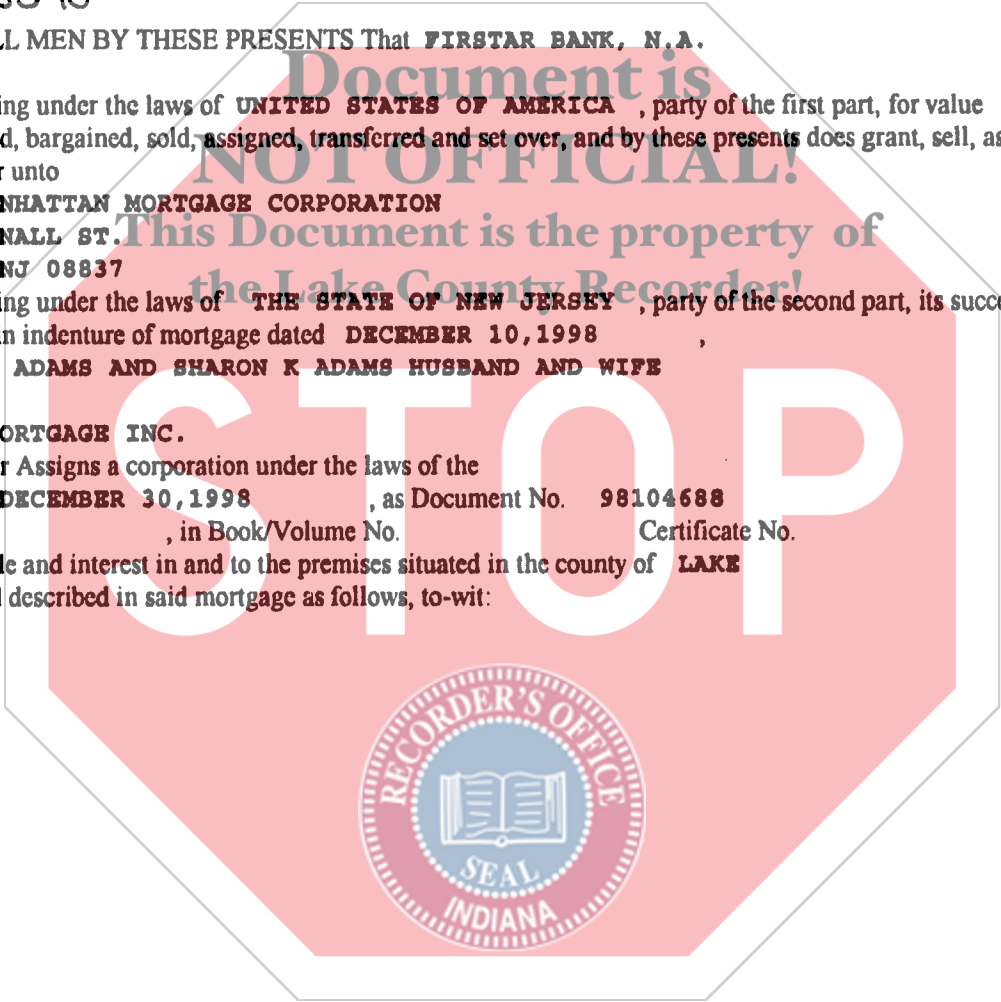 LL MEN BY THESE PRESENTS That FIRSTAR BANK, N.A.
Document is
ing under the laws of UNITED STATES OF AMERICA , party of the first part, for value
d, bargained, sold, assigned, transferred and set over, and by these presents does grant, sell, as
NOT OFFICIAL!
r unto
NHATTAN MORTGAGE CORPORATION
NALL ST.
This Document is the property of
NJ 08837
the Lake County Recorder!
ing under the laws of THE STATE OF NEW JERSEY , party of the second part, its succe
n indenture of mortgage dated DECEMBER 10,1998 ,
ADAMS AND SHARON K ADAMS HUSBAND AND WIFE
STOP
ORTGAGE INC.
r Assigns a corporation under the laws of the
DECEMBER 30,1998 , as Document No. 98104688
, in Book/Volume No. Certificate No.
le and interest in and to the premises situated in the county of LAKE
l described in said mortgage as follows, to-wit:
RECORDER'S OFFICE
SEAL
INDIANA